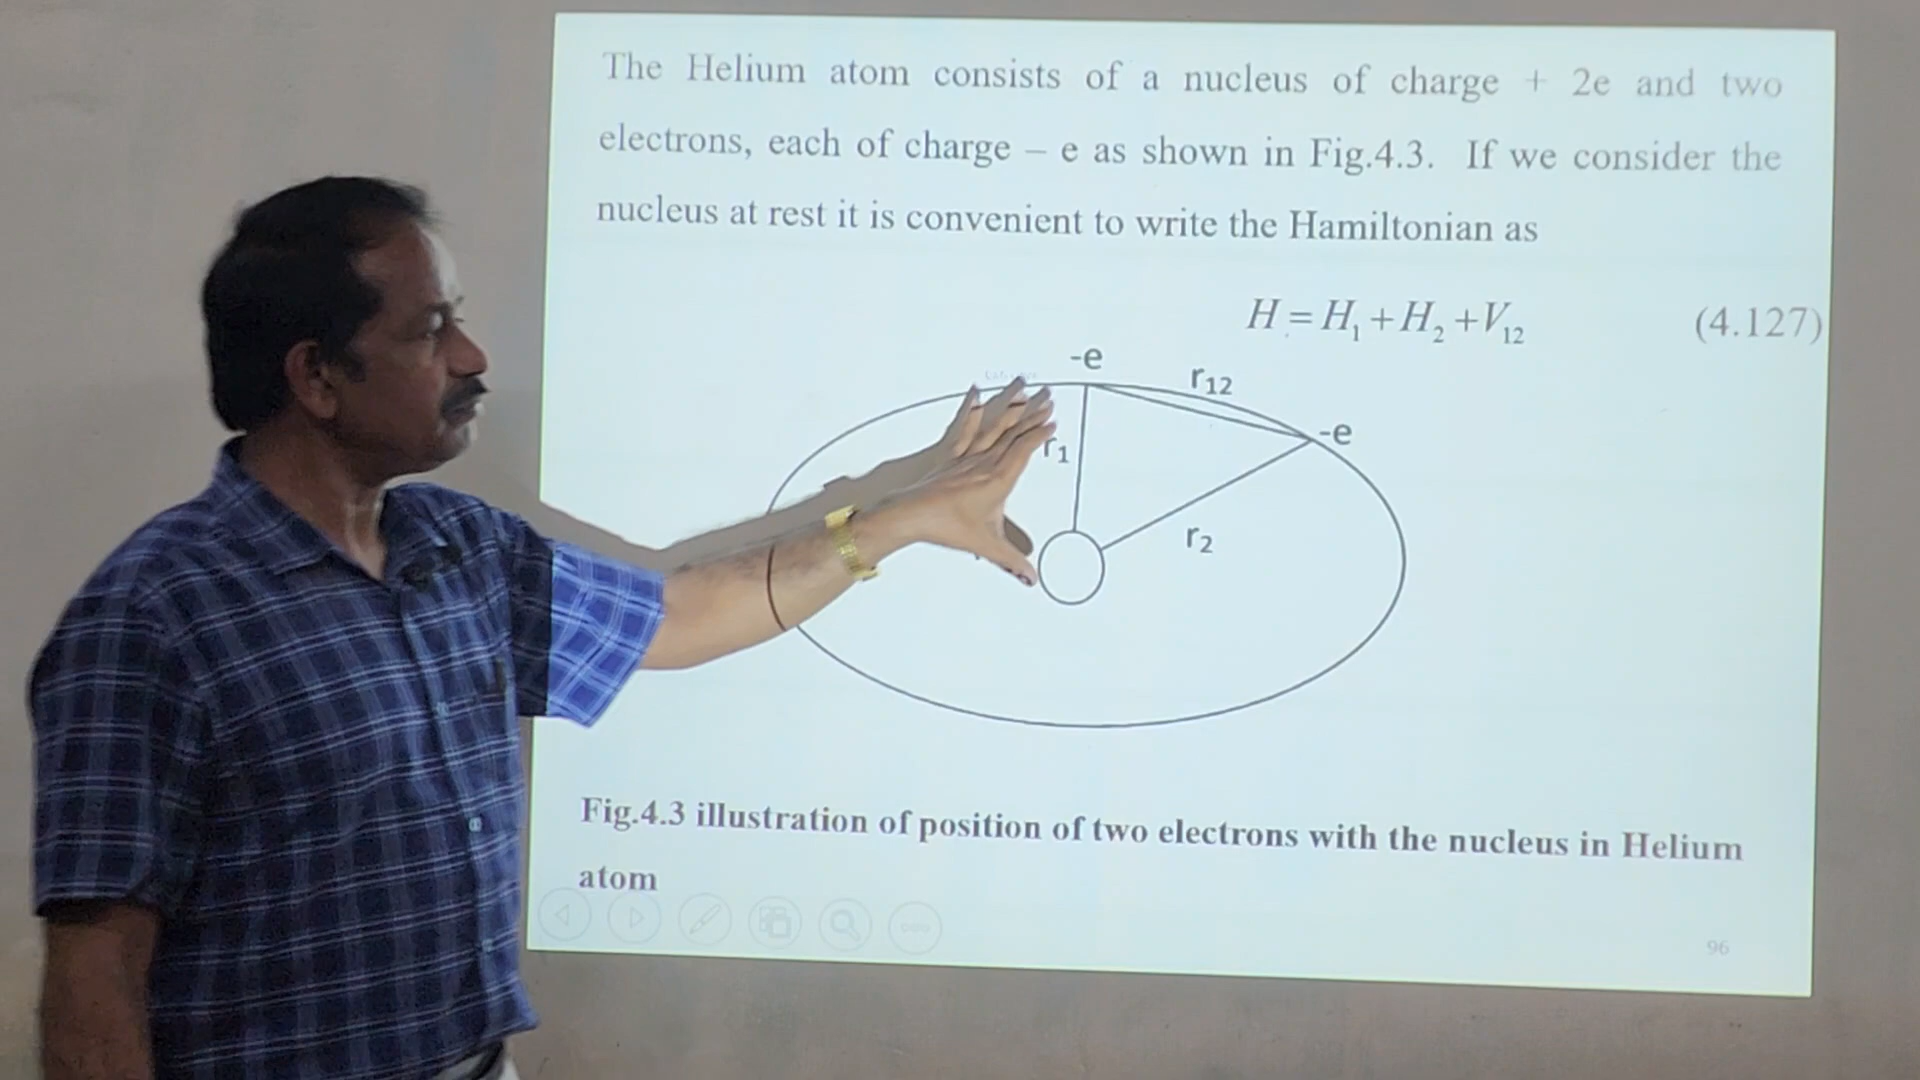 The Helium atom consists of a nucleus of charge + 2e and two
electrons, each of charge – e as shown in Fig.4.3. If we consider the
nucleus at rest it is convenient to write the Hamiltonian as
H = H₁ + H₂ + V₁₂ (4.127)
-e
r₁₂
-e
r₁
r₂
Fig.4.3 illustration of position of two electrons with the nucleus in Helium
atom
96